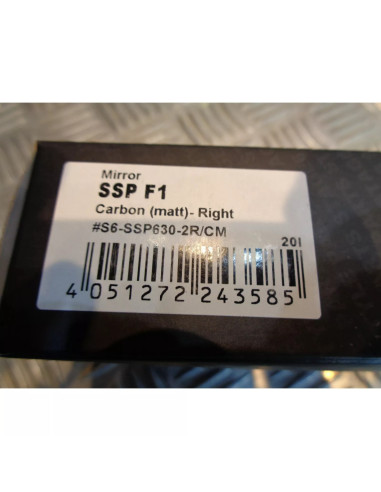 Mirror
SSP F1
Carbon (matt)- Right
#S6-SSP630-2R/CM
20I
4 051272 243585